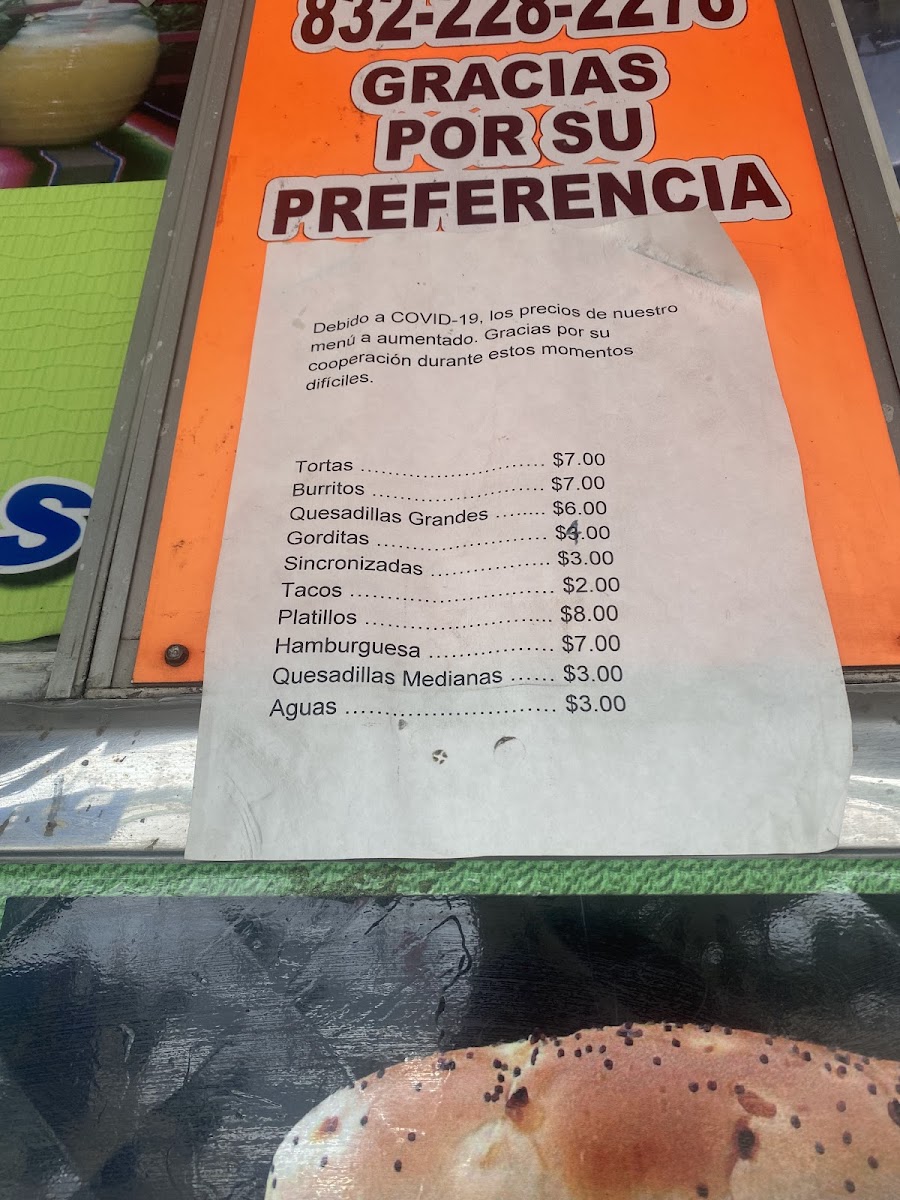 832-228-2276
GRACIAS
POR SU
PREFERENCIA
Debido a COVID-19, los precios de nuestro
menú a aumentado. Gracias por su
cooperación durante estos momentos
difíciles.
Tortas ............................ $7.00
Burritos .......................... $7.00
Quesadillas Grandes ........ $6.00
Gorditas .......................... $4.00
Sincronizadas .................. $3.00
Tacos .............................. $2.00
Platillos ............................ $8.00
Hamburguesa .................. $7.00
Quesadillas Medianas ...... $3.00
Aguas .............................. $3.00
S